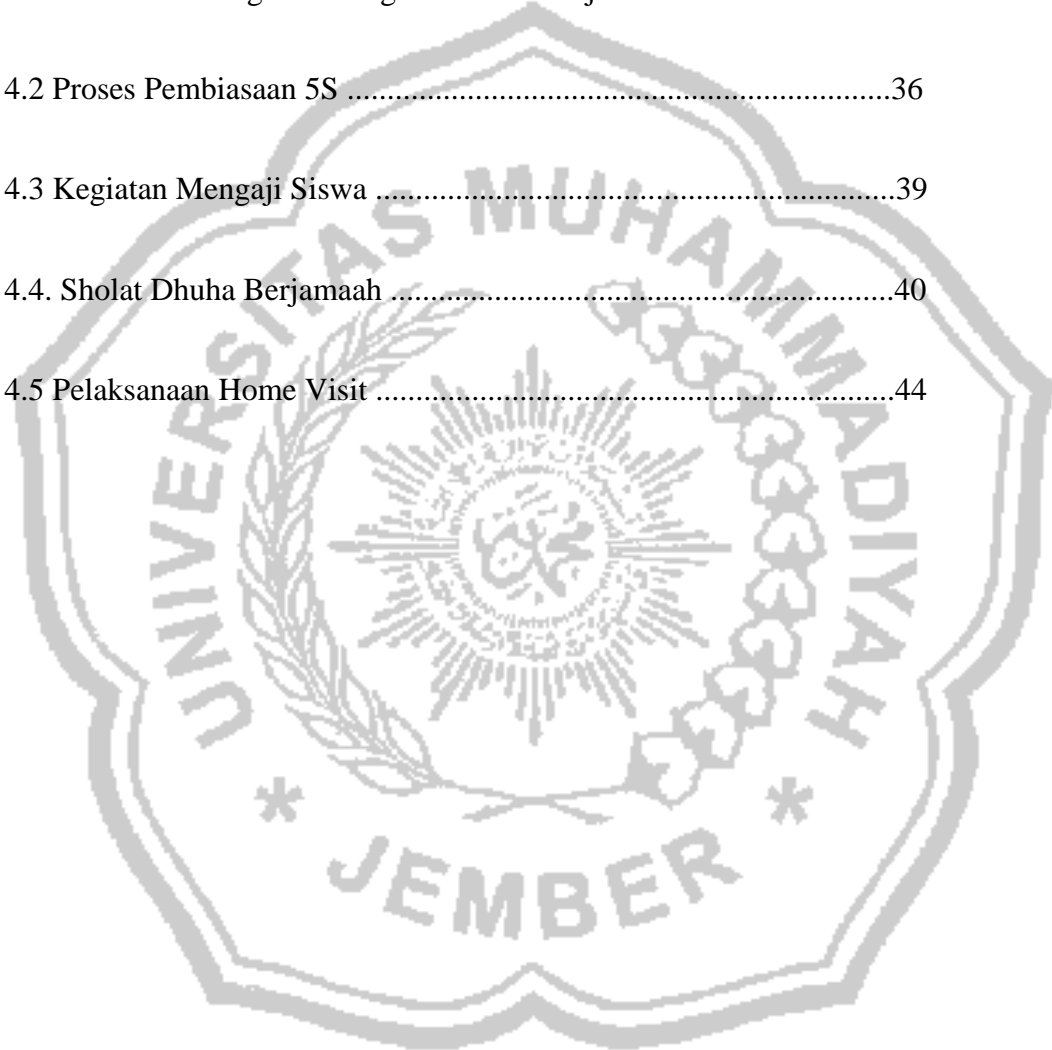 4.2 Proses Pembiasaan 5S ................................................................36
4.3 Kegiatan Mengaji Siswa ................................................................39
4.4. Sholat Dhuha Berjamaah ...........................................................40
4.5 Pelaksanaan Home Visit .............................................................44
UNIVERSITAS MUHAMMADIYAH
* JEMBER *